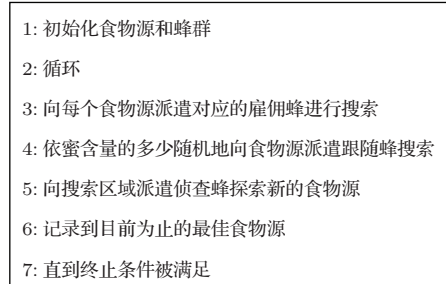 1: 初始化食物源和蜂群
2: 循环
3: 向每个食物源派遣对应的雇佣蜂进行搜索
4: 依蜜含量的多少随机地向食物源派遣跟随蜂搜索
5: 向搜索区域派遣侦查蜂探索新的食物源
6: 记录到目前为止的最佳食物源
7: 直到终止条件被满足